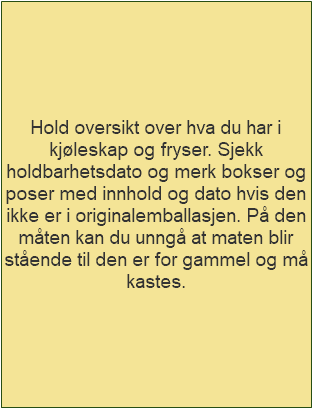 Hold oversikt over hva du har i
kjøleskap og fryser. Sjekk
holdbarhetsdato og merk bokser og
poser med innhold og dato hvis den
ikke er i originalemballasjen. På den
måten kan du unngå at maten blir
stående til den er for gammel og må
kastes.